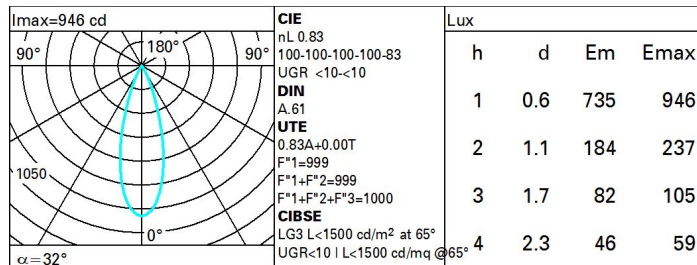 Imax=946 cd
90° 180° 90°
1050
0°
α=32°
CIE
nL 0.83
100-100-100-100-83
UGR <10-<10
DIN
A.61
UTE
0.83A+0.00T
F"1=999
F"1+F"2=999
F"1+F"2+F"3=1000
CIBSE
LG3 L<1500 cd/m² at 65°
UGR<10 | L<1500 cd/mq @65°
Lux
h d Em Emax
1 0.6 735 946
2 1.1 184 237
3 1.7 82 105
4 2.3 46 59